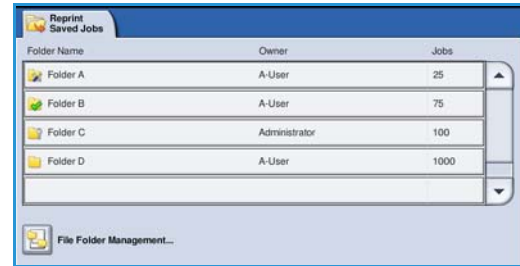 Reprint
Saved Jobs
Folder Name Owner Jobs
Folder A A-User 25
Folder B A-User 75
Folder C Administrator 100
Folder D A-User 1000
File Folder Management...